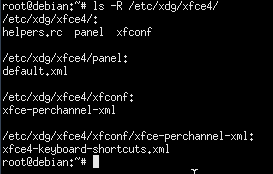 root@debian:~# ls -R /etc/xdg/xfce4/
/etc/xdg/xfce4/:
helpers.rc  panel  xfconf
/etc/xdg/xfce4/panel:
default.xml
/etc/xdg/xfce4/xfconf:
xfce-perchannel-xml
/etc/xdg/xfce4/xfconf/xfce-perchannel-xml:
xfce4-keyboard-shortcuts.xml
root@debian:~#